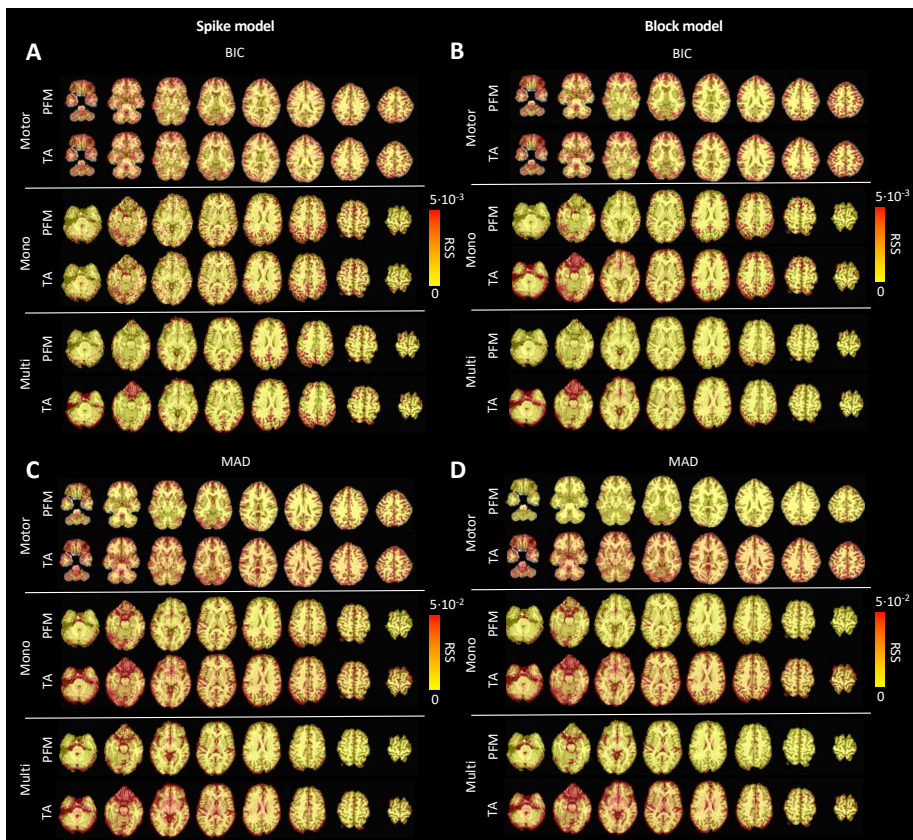 Spike model
Block model
A
BIC
B
BIC
Motor
PFM
TA
Mono
PFM
TA
Multi
PFM
TA
5·10⁻³
RSS
0
Motor
PFM
TA
Mono
PFM
TA
Multi
PFM
TA
5·10⁻³
RSS
0
C
MAD
D
MAD
Motor
PFM
TA
Mono
PFM
TA
Multi
PFM
TA
5·10⁻²
RSS
0
Motor
PFM
TA
Mono
PFM
TA
Multi
PFM
TA
5·10⁻²
RSS
0